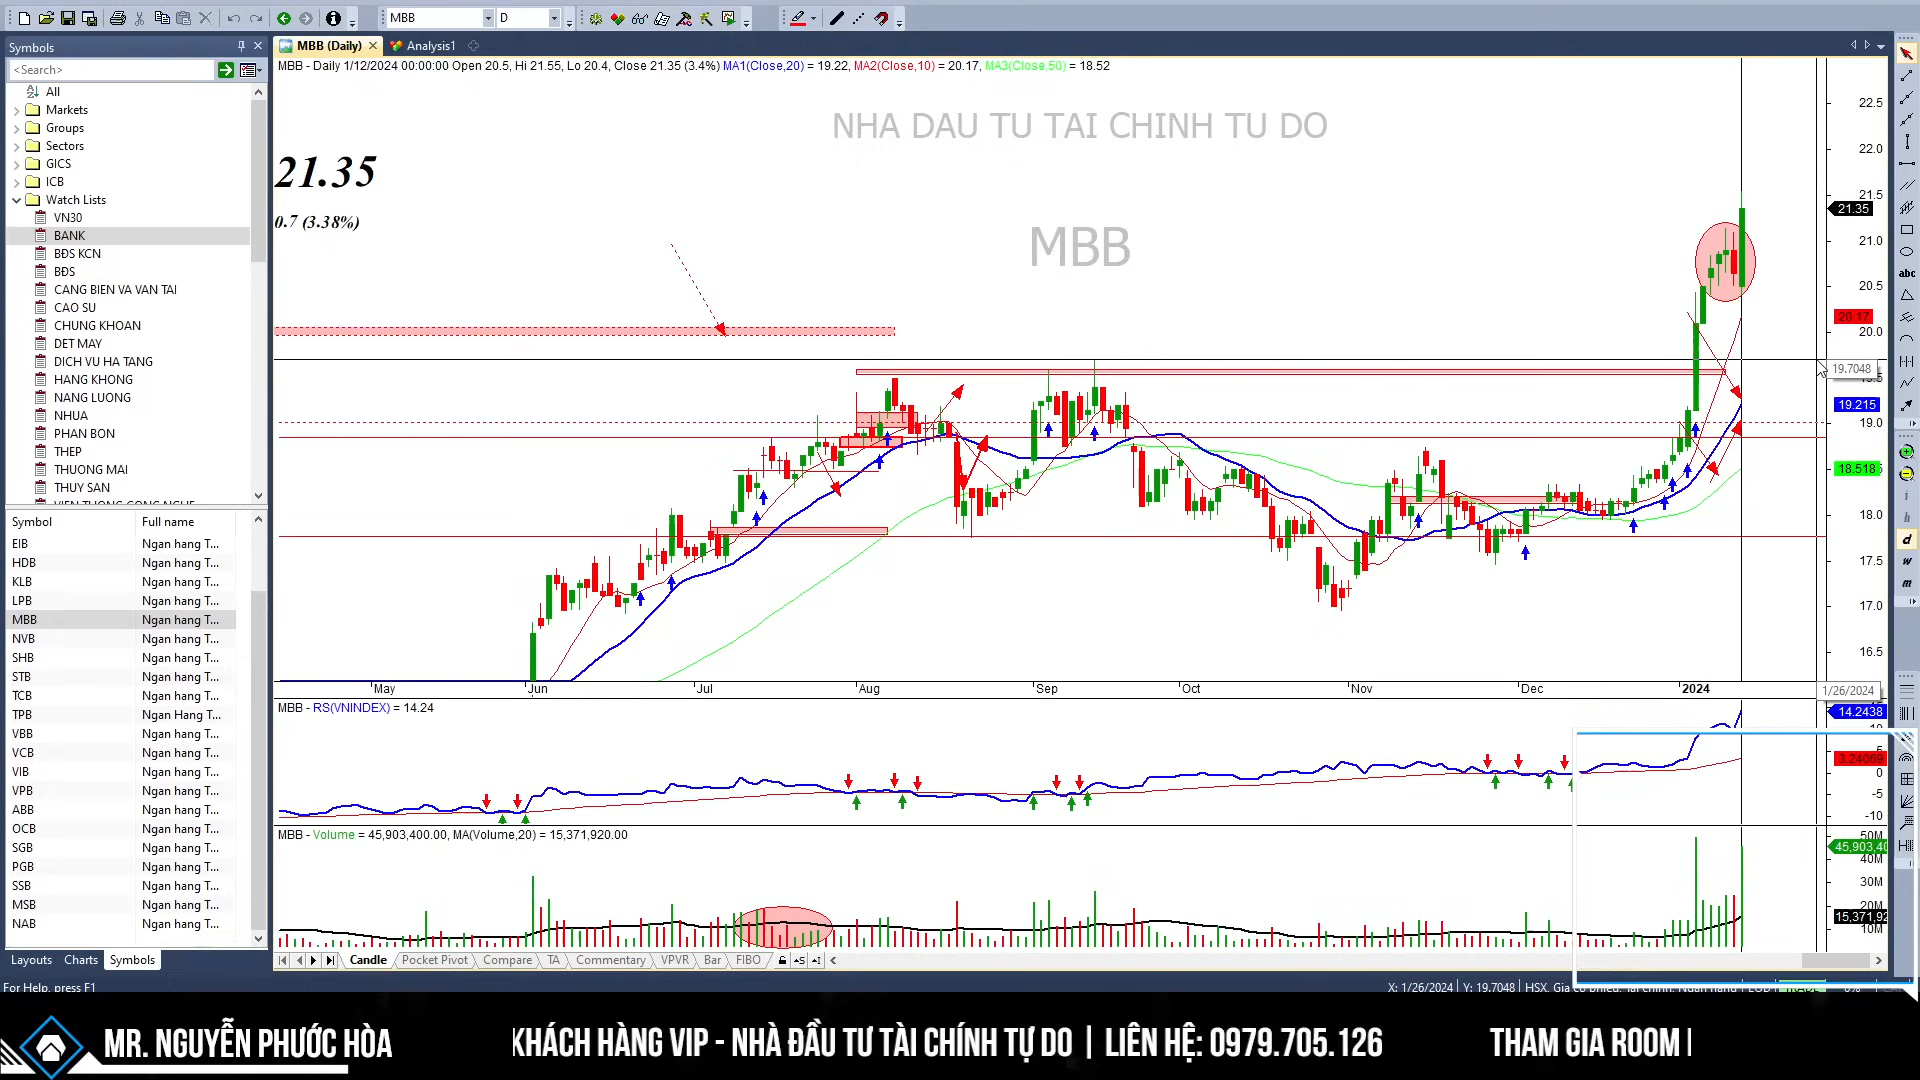 MBB
D
Symbols
MBB (Daily)
Analysis1
<Search>
MBB - Daily 1/12/2024 00:00:00 Open 20.5, Hi 21.55, Lo 20.4, Close 21.35 (3.4%) MA1(Close,20) = 19.22, MA2(Close,10) = 20.17, MA3(Close,50) = 18.52
All
Markets
Groups
Sectors
GICS
ICB
Watch Lists
VN30
BANK
BĐS KCN
BĐS
CANG BIEN VA VAN TAI
CAO SU
CHUNG KHOAN
DET MAY
DICH VU HA TANG
HANG KHONG
NANG LUONG
NHUA
PHAN BON
THEP
THUONG MAI
THUY SAN
NHA DAU TU TAI CHINH TU DO
21.35
0.7 (3.38%)
MBB
22.5
22.0
21.5
21.35
21.0
20.5
20.17
20.0
19.7048
19.215
19.0
18.518
18.0
17.5
17.0
16.5
May
Jun
Jul
Aug
Sep
Oct
Nov
Dec
2024
1/26/2024
Symbol Full name
EIB Ngan hang T...
HDB Ngan hang T...
KLB Ngan hang T...
LPB Ngan hang T...
MBB Ngan hang T...
NVB Ngan hang T...
SHB Ngan hang T...
STB Ngan hang T...
TCB Ngan hang T...
TPB Ngan Hang T...
VBB Ngan hang T...
VCB Ngan hang T...
VIB Ngan hang T...
VPB Ngan hang T...
ABB Ngan hang T...
OCB Ngan hang T...
SGB Ngan hang T...
PGB Ngan hang T...
SSB Ngan hang T...
MSB Ngan hang T...
NAB Ngan hang T...
MBB - RS(VNINDEX) = 14.24
14.2438
3.24069
0
-5
-10
MBB - Volume = 45,903,400.00, MA(Volume,20) = 15,371,920.00
50M
45,903,40
40M
30M
20M
15,371,92
10M
Layouts Charts Symbols
Candle Pocket Pivot Compare TA Commentary VPVR Bar FIBO
For Help, press F1
X: 1/26/2024 Y: 19.7048
MR. NGUYỄN PHƯỚC HÒA
KHÁCH HÀNG VIP - NHÀ ĐẦU TƯ TÀI CHÍNH TỰ DO | LIÊN HỆ: 0979.705.126
THAM GIA ROOM